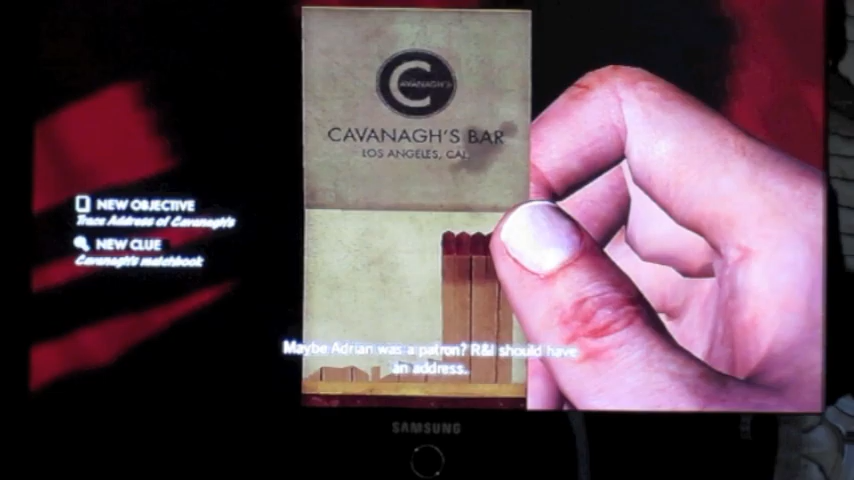 CAVANAGH'S
CAVANAGH'S BAR
LOS ANGELES, CAL.
NEW OBJECTIVE
Trace Address of Cavanagh's
NEW CLUE
Cavanagh's matchbook
Maybe Adrian was a patron? R&I should have
an address.
SAMSUNG